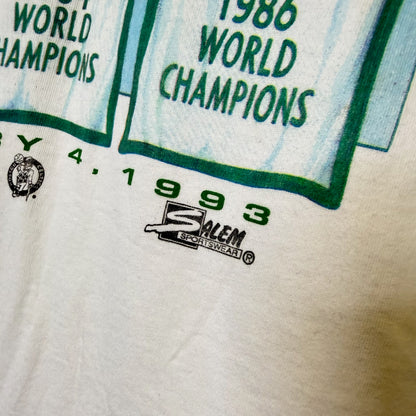 WORLD
CHAMPIONS
1986
WORLD
CHAMPIONS
4.1993
SALEM
SPORTSWEAR®